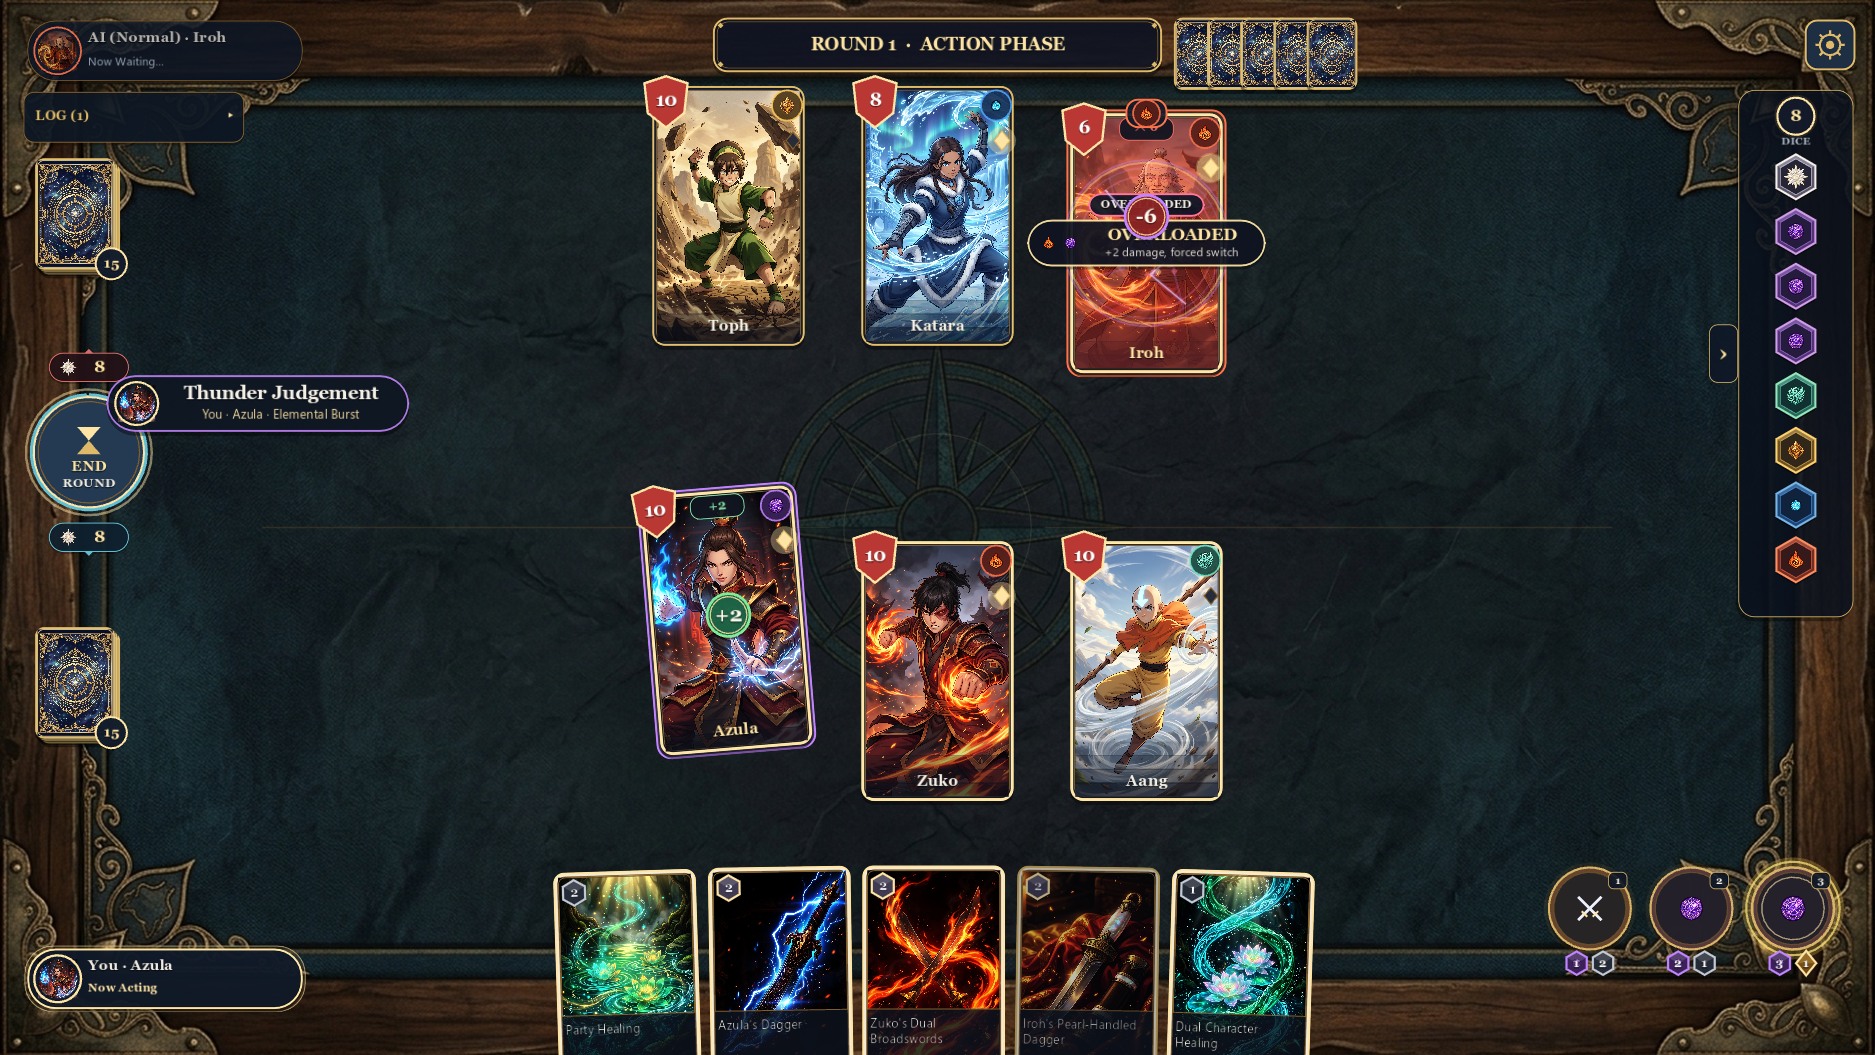 AI (Normal) · Iroh
Now Waiting...
ROUND 1 · ACTION PHASE
LOG (1)
8
DICE
10
8
6
OVERLOADED
-6
OVERLOADED
+2 damage, forced switch
Toph
Katara
Iroh
15
8
Thunder Judgement
You · Azula · Elemental Burst
END
ROUND
8
10
+2
10
10
+2
Azula
Zuko
Aang
15
2
2
2
2
1
Party Healing
Azula's Dagger
Zuko's Dual
Broadswords
Iroh's Pearl-Handled
Dagger
Dual Character
Healing
You · Azula
Now Acting
1
2
3
1
2
2
1
3
1